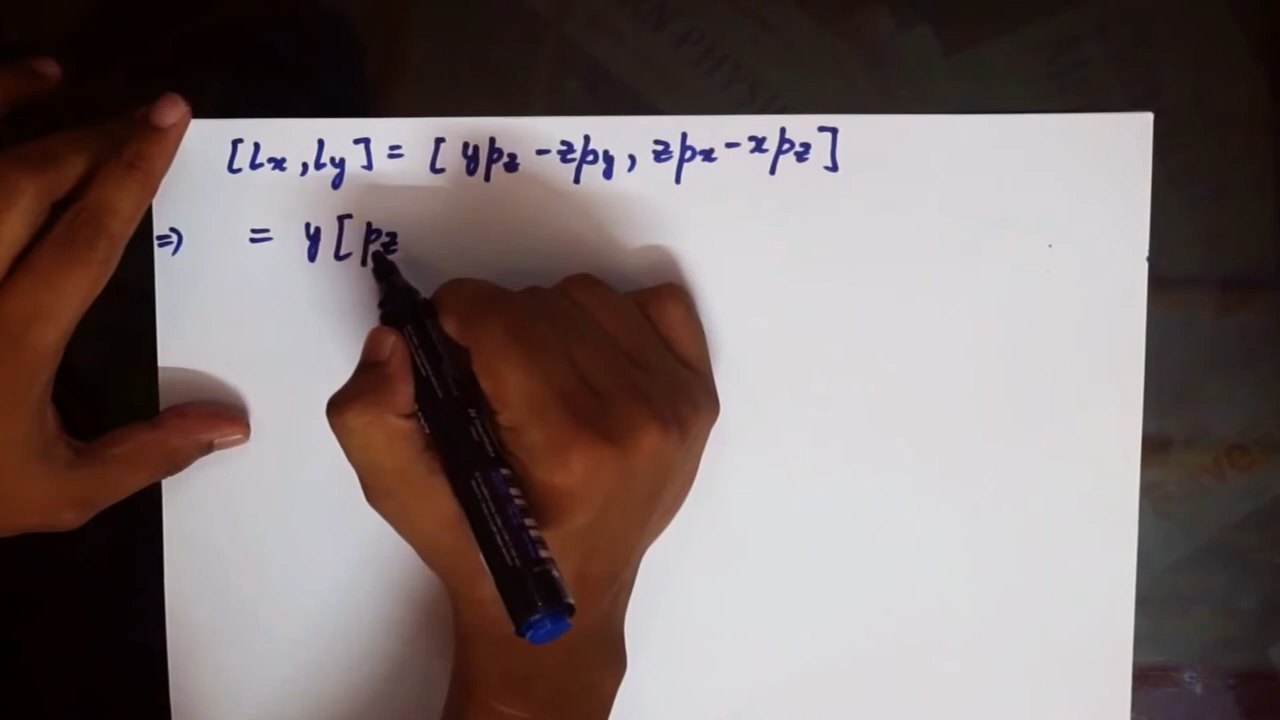 [Lx, Ly] = [ypz - zpy, zpx - xpz]
⇒ = y[pz